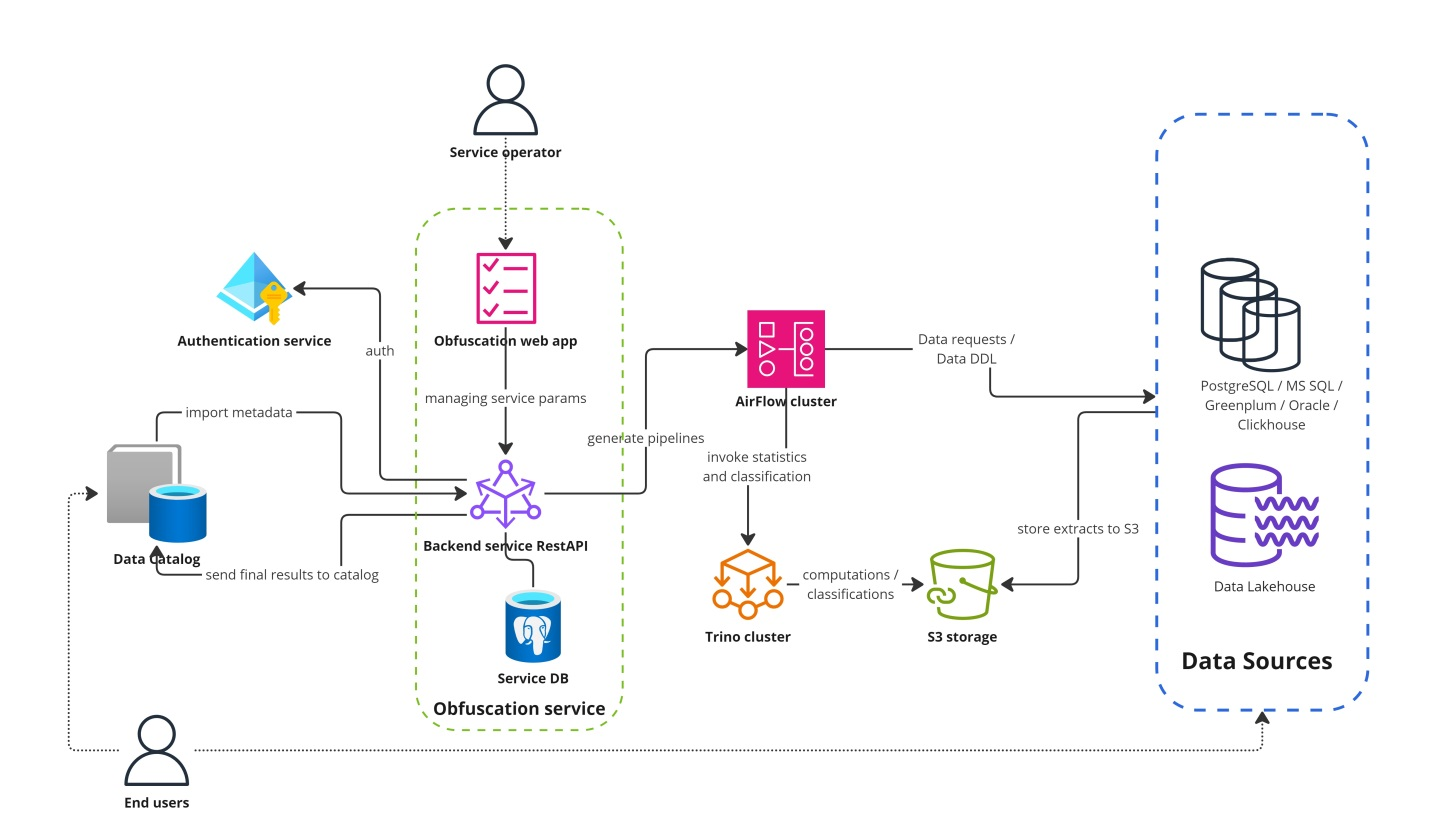 Service operator
Authentication service
auth
Obfuscation web app
managing service params
import metadata
generate pipelines
AirFlow cluster
Data requests /
Data DDL
PostgreSQL / MS SQL /
Greenplum / Oracle /
Clickhouse
invoke statistics
and classification
Data Catalog
send final results to catalog
Backend service RestAPI
store extracts to S3
computations /
classifications
Data Lakehouse
Trino cluster
S3 storage
Data Sources
Service DB
Obfuscation service
End users